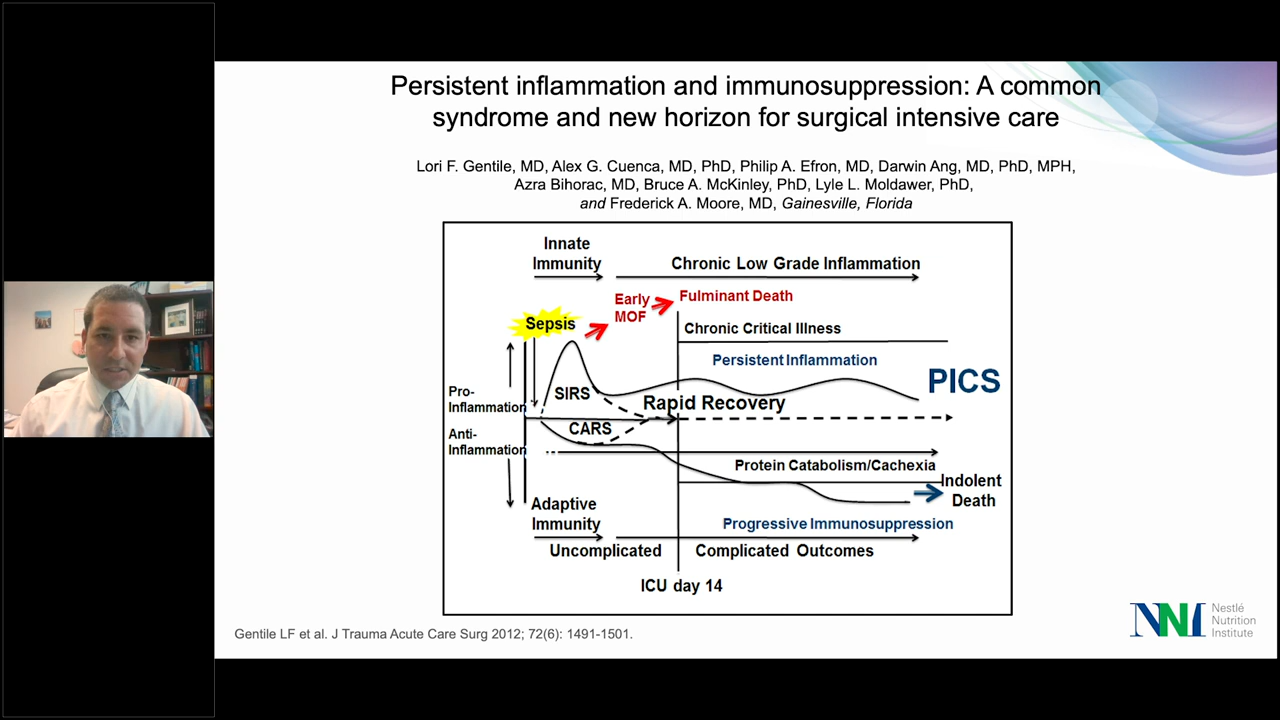 Persistent inflammation and immunosuppression: A common
syndrome and new horizon for surgical intensive care
Lori F. Gentile, MD, Alex G. Cuenca, MD, PhD, Philip A. Efron, MD, Darwin Ang, MD, PhD, MPH,
Azra Bihorac, MD, Bruce A. McKinley, PhD, Lyle L. Moldawer, PhD,
and Frederick A. Moore, MD, Gainesville, Florida
Innate
Immunity
Chronic Low Grade Inflammation
Early
MOF
Fulminant Death
Sepsis
Chronic Critical Illness
Persistent Inflammation
PICS
Pro-
Inflammation
SIRS
Rapid Recovery
Anti-
Inflammation
CARS
Protein Catabolism/Cachexia
Indolent
Death
Adaptive
Immunity
Progressive Immunosuppression
Uncomplicated
Complicated Outcomes
ICU day 14
Gentile LF et al. J Trauma Acute Care Surg 2012; 72(6): 1491-1501.
NNI
Nestlé
Nutrition
Institute